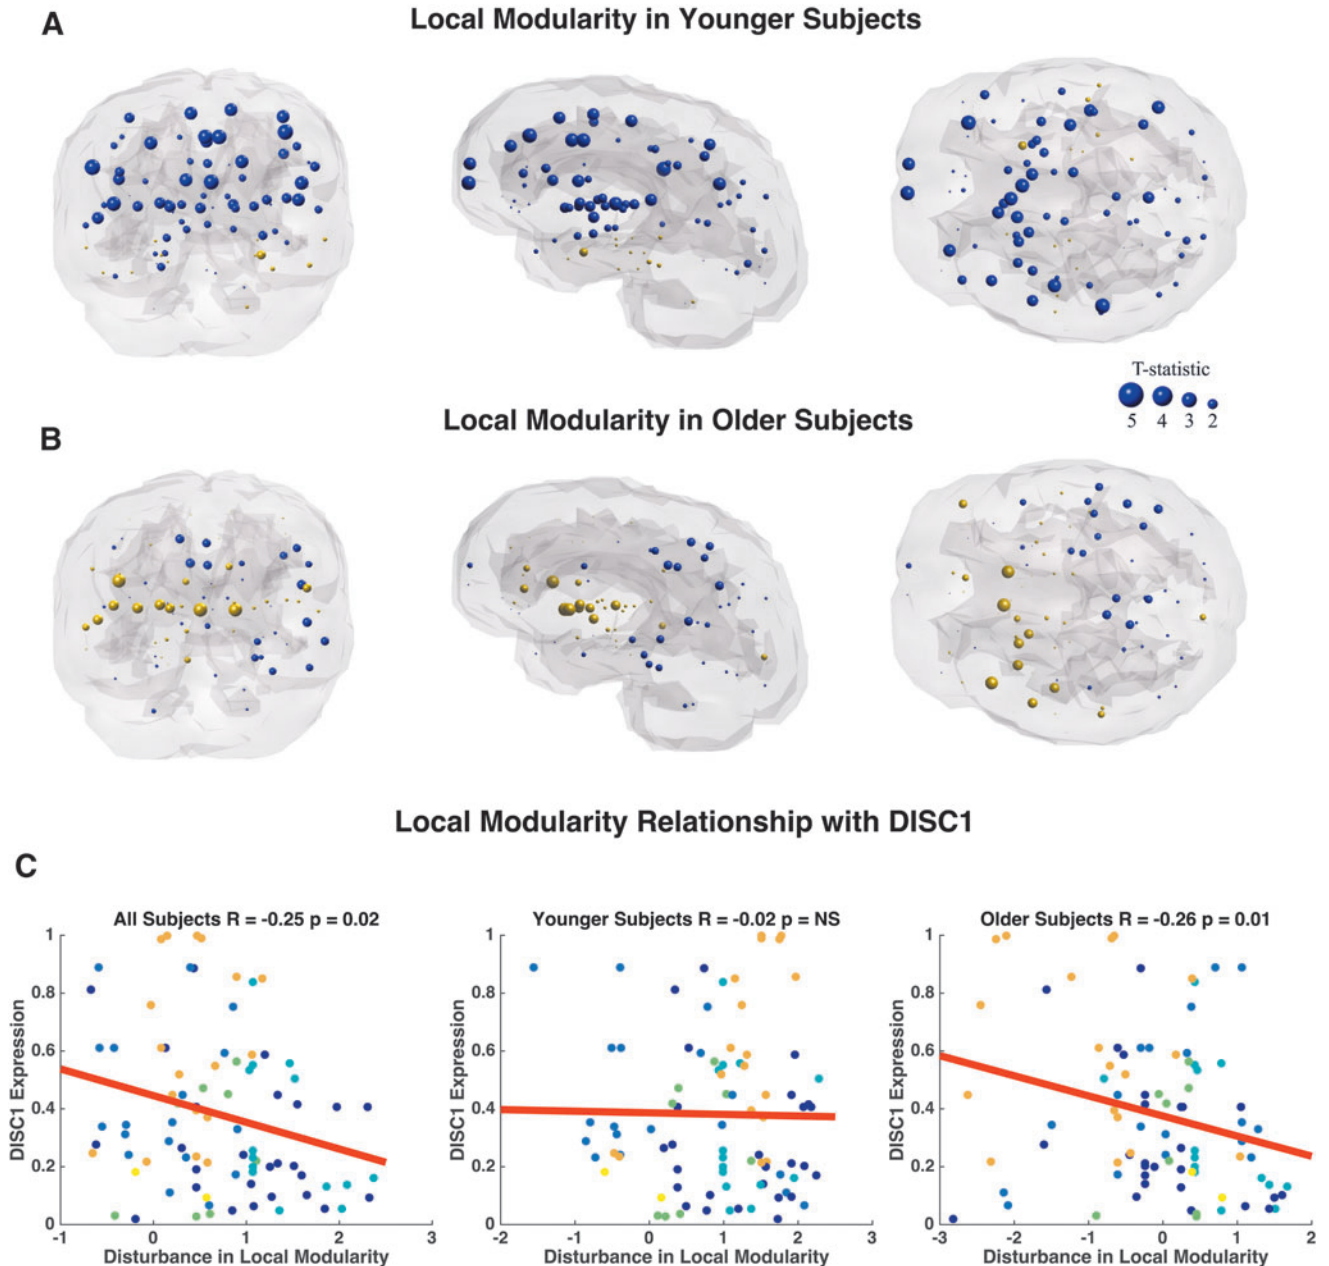 A
Local Modularity in Younger Subjects
T-statistic
5 4 3 2
B
Local Modularity in Older Subjects
Local Modularity Relationship with DISC1
C
All Subjects R = -0.25 p = 0.02
DISC1 Expression
1
0.8
0.6
0.4
0.2
0
-1 0 1 2 3
Disturbance in Local Modularity
Younger Subjects R = -0.02 p = NS
DISC1 Expression
1
0.8
0.6
0.4
0.2
0
-2 -1 0 1 2 3
Disturbance in Local Modularity
Older Subjects R = -0.26 p = 0.01
DISC1 Expression
1
0.8
0.6
0.4
0.2
0
-3 -2 -1 0 1 2
Disturbance in Local Modularity